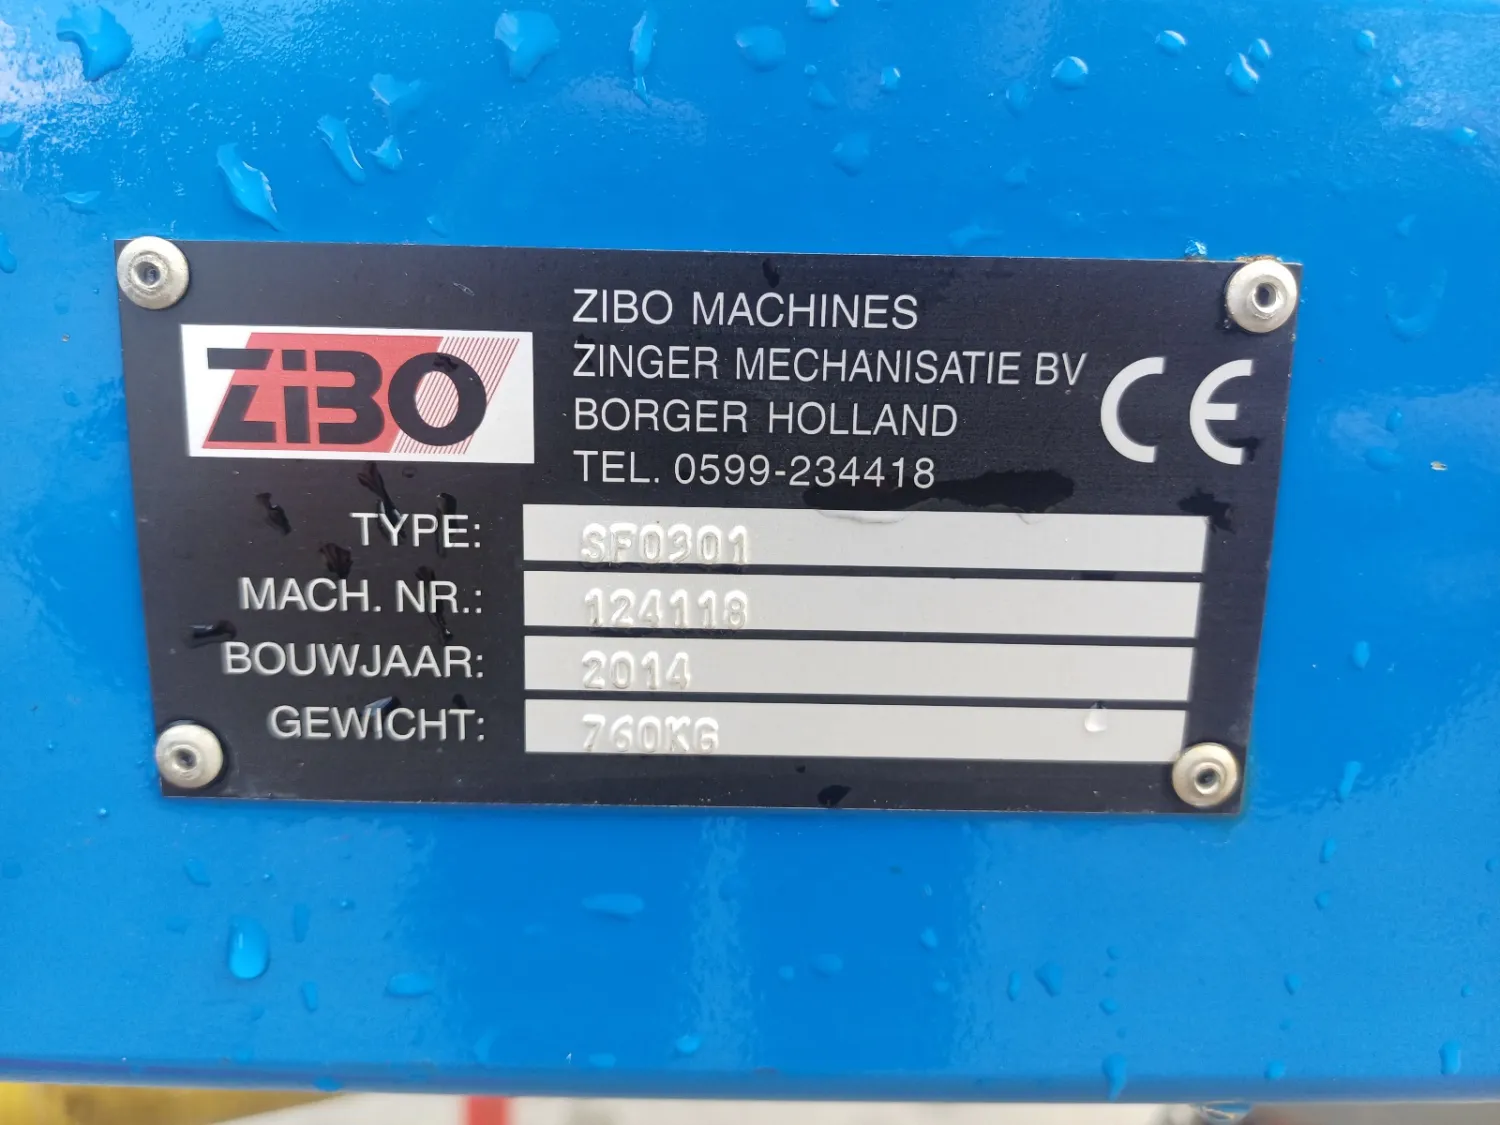 ZIBO
ZIBO MACHINES
ZINGER MECHANISATIE BV
BORGER HOLLAND
TEL. 0599-234418
CE
TYPE: SF0301
MACH. NR.: 124118
BOUWJAAR: 2014
GEWICHT: 760KG